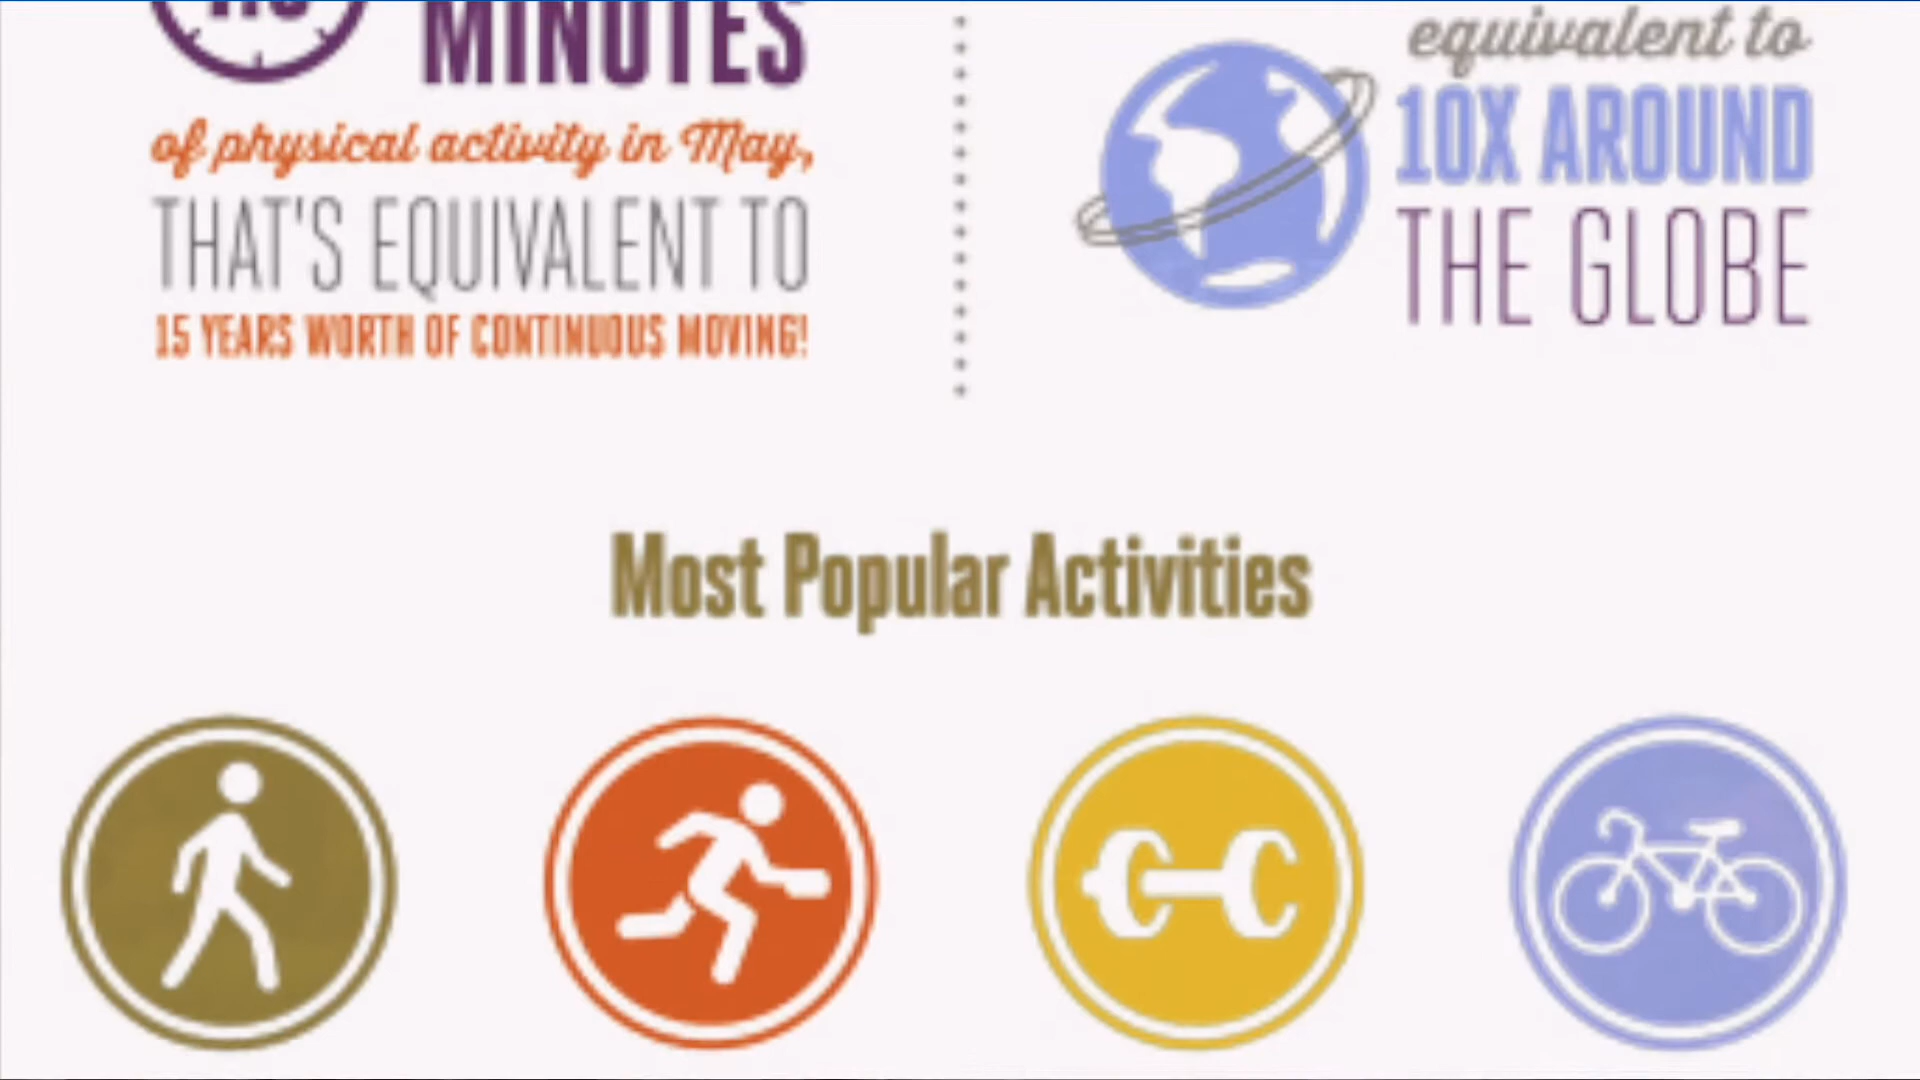 MINUTES
of physical activity in May,
THAT'S EQUIVALENT TO
15 YEARS WORTH OF CONTINUOUS MOVING!
equivalent to
10X AROUND
THE GLOBE
Most Popular Activities